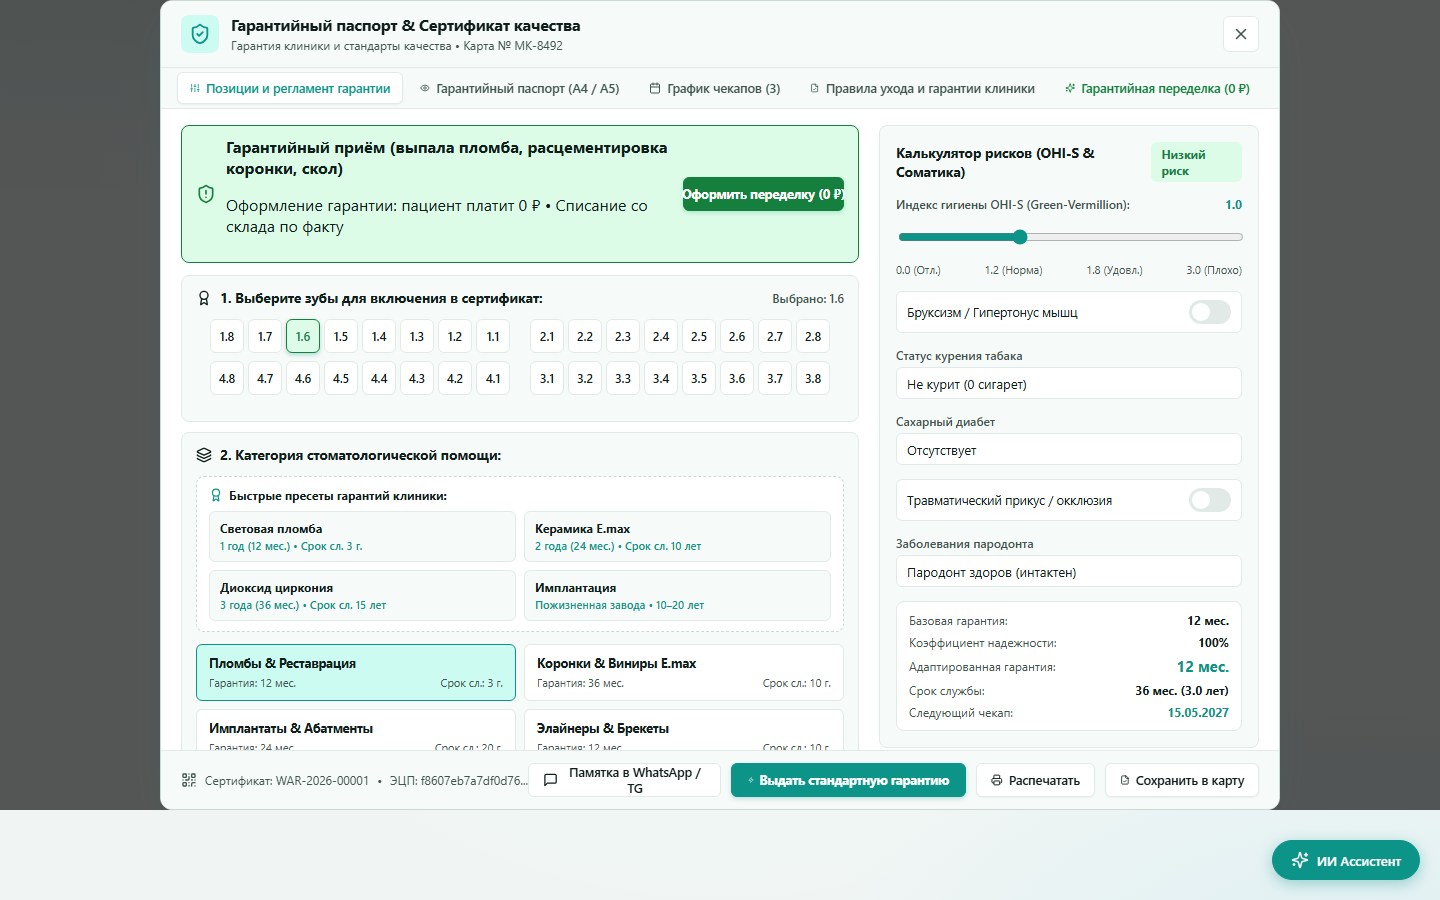 Гарантийный паспорт & Сертификат качества
Гарантия клиники и стандарты качества • Карта № МК-8492
Позиции и регламент гарантии
Гарантийный паспорт (А4 / А5)
График чекапов (3)
Правила ухода и гарантии клиники
Гарантийная переделка (0 ₽)
Гарантийный приём (выпала пломба, расцементировка
коронки, скол)
Оформление гарантии: пациент платит 0 ₽ • Списание со
склада по факту
Оформить переделку (0 ₽)
1. Выберите зубы для включения в сертификат:
Выбрано: 1.6
1.8 1.7 1.6 1.5 1.4 1.3 1.2 1.1 2.1 2.2 2.3 2.4 2.5 2.6 2.7 2.8
4.8 4.7 4.6 4.5 4.4 4.3 4.2 4.1 3.1 3.2 3.3 3.4 3.5 3.6 3.7 3.8
2. Категория стоматологической помощи:
Быстрые пресеты гарантий клиники:
Световая пломба
1 год (12 мес.) • Срок сл. 3 г.
Керамика E.max
2 года (24 мес.) • Срок сл. 10 лет
Диоксид циркония
3 года (36 мес.) • Срок сл. 15 лет
Имплантация
Пожизненная завода • 10–20 лет
Пломбы & Реставрация
Гарантия: 12 мес.
Срок сл.: 3 г.
Коронки & Виниры E.max
Гарантия: 36 мес.
Срок сл.: 10 г.
Имплантаты & Абатменты
Гарантия: 24 мес.
Срок сл.: 20 г.
Элайнеры & Брекеты
Гарантия: 12 мес.
Срок сл.: 10 г.
Калькулятор рисков (OHI-S &
Соматика)
Низкий
риск
Индекс гигиены OHI-S (Green-Vermillion):
1.0
0.0 (Отл.)
1.2 (Норма)
1.8 (Удовл.)
3.0 (Плохо)
Бруксизм / Гипертонус мышц
Статус курения табака
Не курит (0 сигарет)
Сахарный диабет
Отсутствует
Травматический прикус / окклюзия
Заболевания пародонта
Пародонт здоров (интактен)
Базовая гарантия:
12 мес.
Коэффициент надежности:
100%
Адаптированная гарантия:
12 мес.
Срок службы:
36 мес. (3.0 лет)
Следующий чекап:
15.05.2027
Сертификат: WAR-2026-00001 • ЭЦП: f8607eb7a7df0d76...
Памятка в WhatsApp /
TG
Выдать стандартную гарантию
Распечатать
Сохранить в карту
ИИ Ассистент